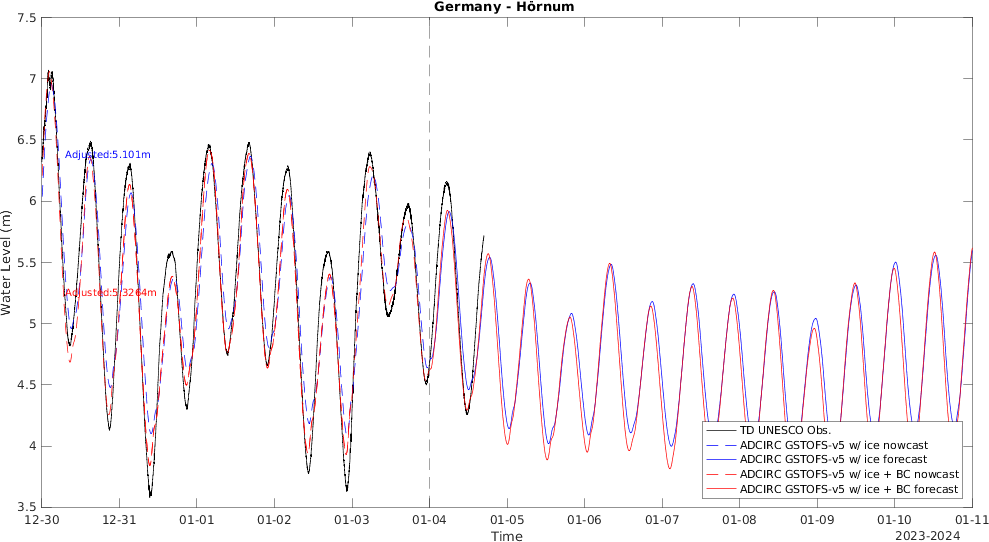 Germany - Hörnum
7.5
7
6.5
6
5.5
5
4.5
4
3.5
Water Level (m)
Adjusted:5.101m
Adjusted:5.3264m
TD UNESCO Obs.
ADCIRC GSTOFS-v5 w/ ice nowcast
ADCIRC GSTOFS-v5 w/ ice forecast
ADCIRC GSTOFS-v5 w/ ice + BC nowcast
ADCIRC GSTOFS-v5 w/ ice + BC forecast
12-30 12-31 01-01 01-02 01-03 01-04 01-05 01-06 01-07 01-08 01-09 01-10 01-11
Time
2023-2024